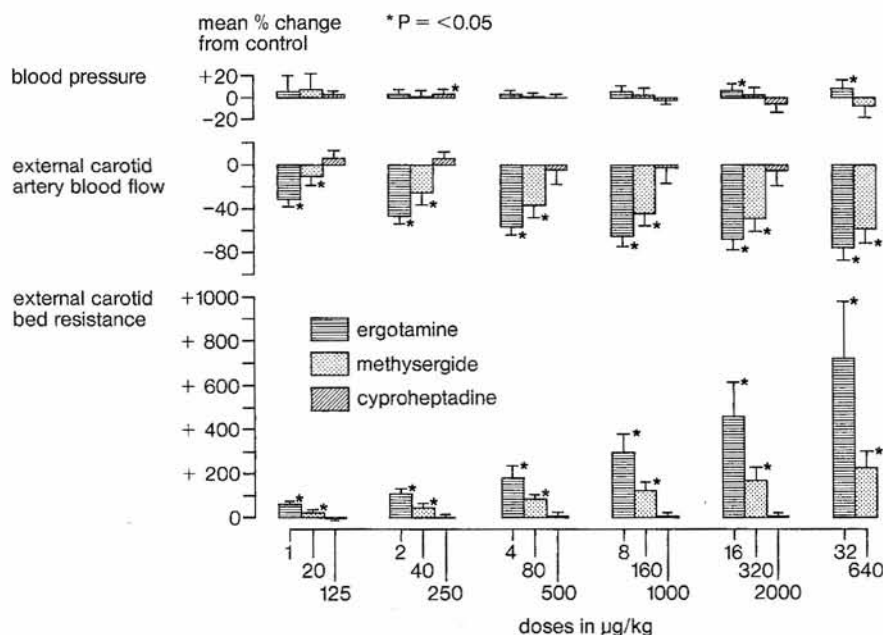 mean % change
from control
* P = <0.05
blood pressure
+20
0
−20
external carotid
artery blood flow
0
−40
−80
external carotid
bed resistance
+1000
+ 800
+ 600
+ 400
+ 200
0
ergotamine
methysergide
cyproheptadine
1 2 4 8 16 32
20 40 80 160 320 640
125 250 500 1000 2000
doses in µg/kg